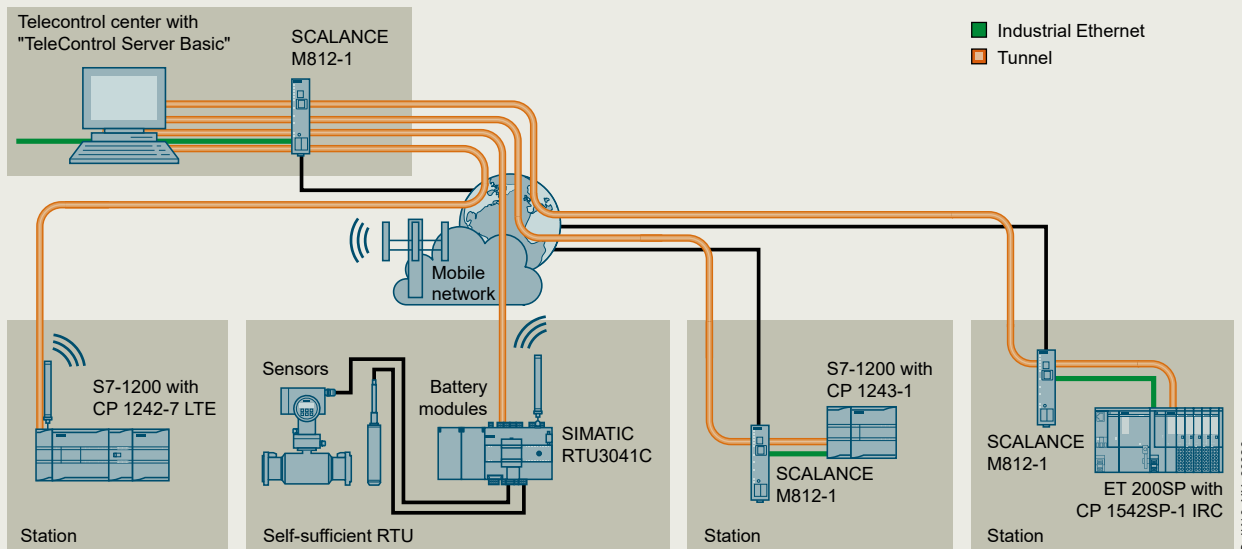 Telecontrol center with
"TeleControl Server Basic"
SCALANCE
M812-1
Industrial Ethernet
Tunnel
Mobile
network
S7-1200 with
CP 1242-7 LTE
Station
Sensors
Battery
modules
SIMATIC
RTU3041C
Self-sufficient RTU
S7-1200 with
CP 1243-1
SCALANCE
M812-1
Station
SCALANCE
M812-1
ET 200SP with
CP 1542SP-1 IRC
Station